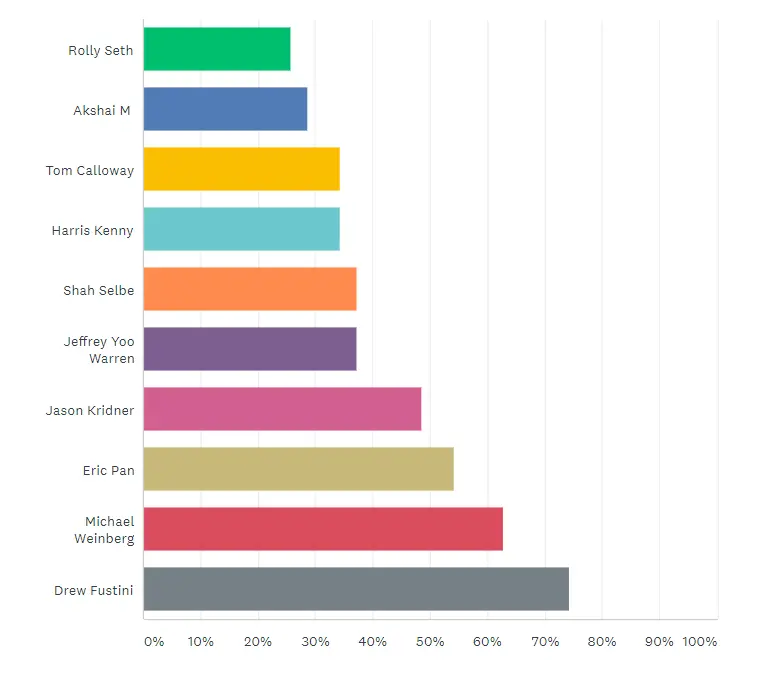 Rolly Seth
Akshai M
Tom Calloway
Harris Kenny
Shah Selbe
Jeffrey Yoo
Warren
Jason Kridner
Eric Pan
Michael
Weinberg
Drew Fustini
0% 10% 20% 30% 40% 50% 60% 70% 80% 90% 100%